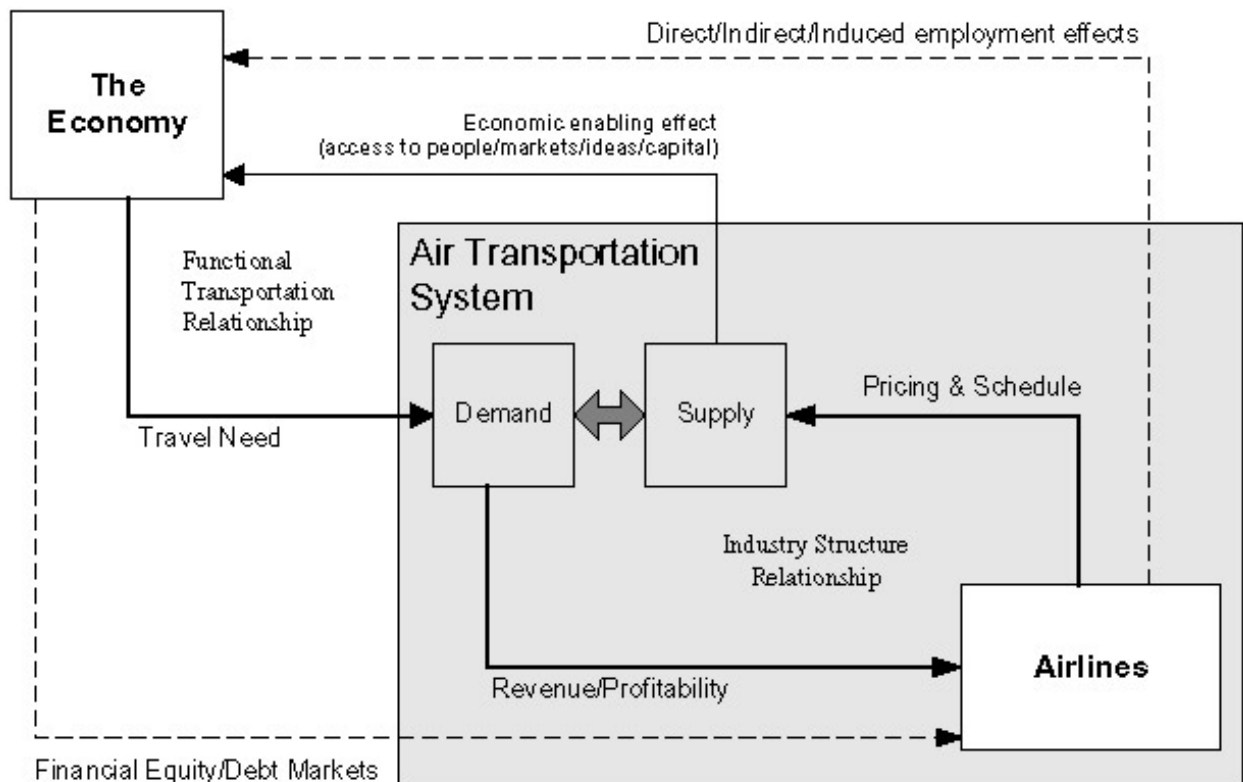 Direct/Indirect/Induced employment effects
The
Economy
Economic enabling effect
(access to people/markets/ideas/capital)
Functional
Transportation
Relationship
Air Transportation
System
Demand
Supply
Pricing & Schedule
Travel Need
Industry Structure
Relationship
Airlines
Revenue/Profitability
Financial Equity/Debt Markets